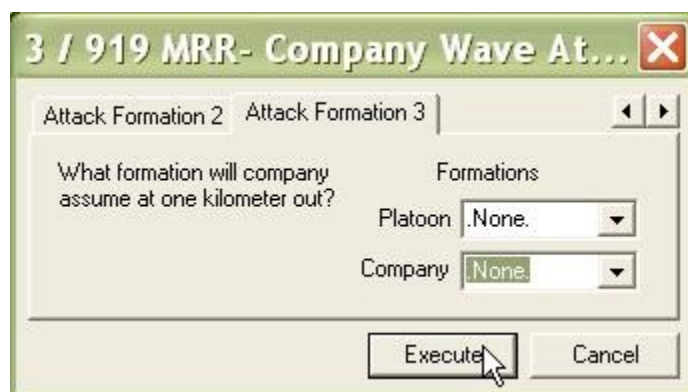 3 / 919 MRR- Company Wave At...
Attack Formation 2
Attack Formation 3
What formation will company
assume at one kilometer out?
Formations
Platoon .None.
Company .None.
Execute
Cancel